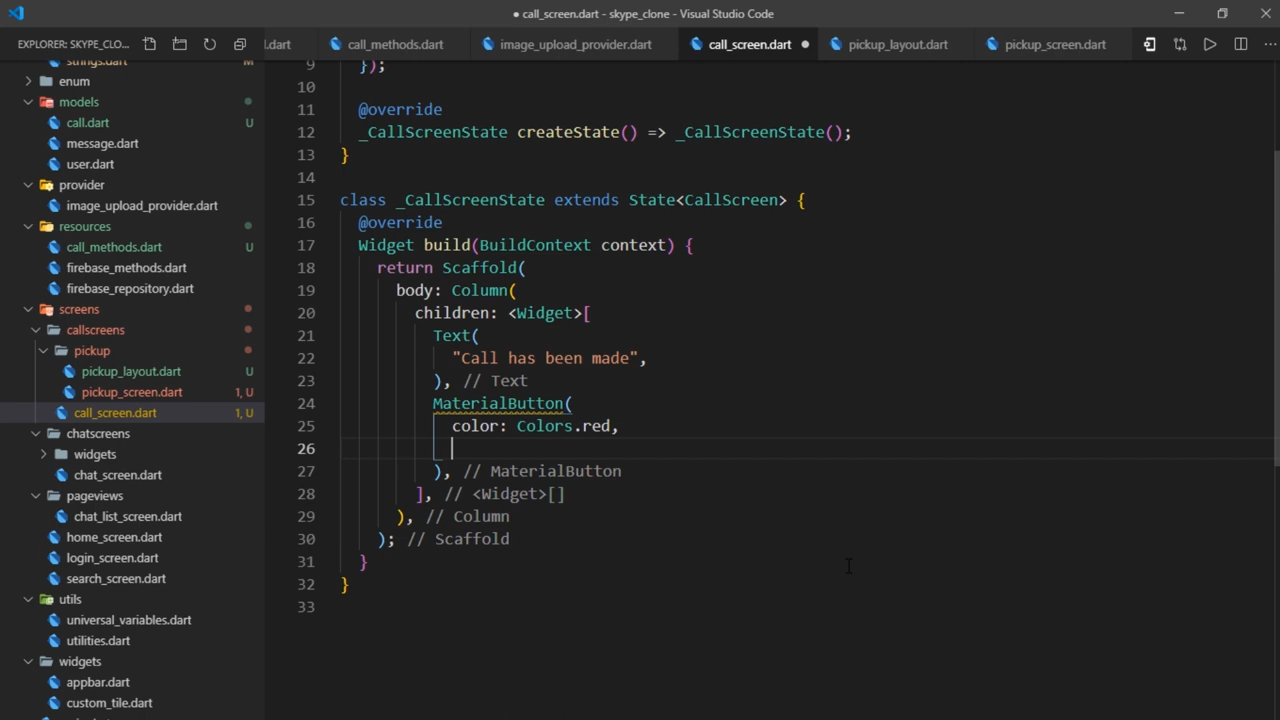 ● call_screen.dart - skype_clone - Visual Studio Code
EXPLORER: SKYPE_CLO...
l.dart
call_methods.dart
image_upload_provider.dart
call_screen.dart ●
pickup_layout.dart
pickup_screen.dart
strings.dart M
enum
models
call.dart U
message.dart
user.dart
provider
image_upload_provider.dart
resources
call_methods.dart U
firebase_methods.dart
firebase_repository.dart
screens
callscreens
pickup
pickup_layout.dart U
pickup_screen.dart 1, U
call_screen.dart 1, U
chatscreens
widgets
chat_screen.dart
pageviews
chat_list_screen.dart
home_screen.dart
login_screen.dart
search_screen.dart
utils
universal_variables.dart
utilities.dart
widgets
appbar.dart
custom_tile.dart
9 });
10
11 @override
12 _CallScreenState createState() => _CallScreenState();
13 }
14
15 class _CallScreenState extends State<CallScreen> {
16 @override
17 Widget build(BuildContext context) {
18 return Scaffold(
19 body: Column(
20 children: <Widget>[
21 Text(
22 "Call has been made",
23 ), // Text
24 MaterialButton(
25 color: Colors.red,
26
27 ), // MaterialButton
28 ], // <Widget>[]
29 ), // Column
30 ); // Scaffold
31 }
32 }
33